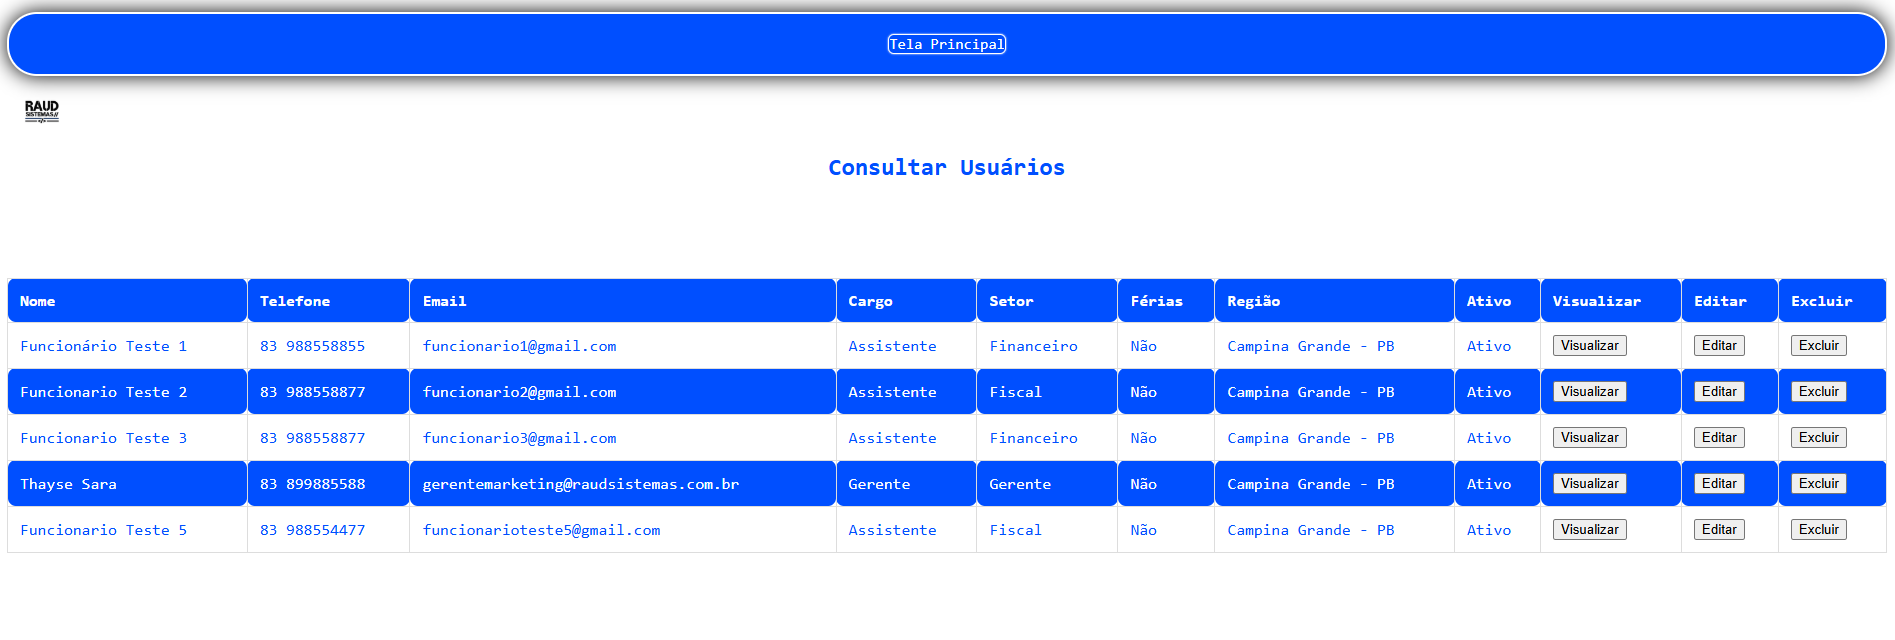 Tela Principal
RAUD
SISTEMAS//
</>
Consultar Usuários
Nome Telefone Email Cargo Setor Férias Região Ativo Visualizar Editar Excluir
Funcionário Teste 1 83 988558855 funcionario1@gmail.com Assistente Financeiro Não Campina Grande - PB Ativo Visualizar Editar Excluir
Funcionario Teste 2 83 988558877 funcionario2@gmail.com Assistente Fiscal Não Campina Grande - PB Ativo Visualizar Editar Excluir
Funcionario Teste 3 83 988558877 funcionario3@gmail.com Assistente Financeiro Não Campina Grande - PB Ativo Visualizar Editar Excluir
Thayse Sara 83 899885588 gerentemarketing@raudsistemas.com.br Gerente Gerente Não Campina Grande - PB Ativo Visualizar Editar Excluir
Funcionario Teste 5 83 988554477 funcionarioteste5@gmail.com Assistente Fiscal Não Campina Grande - PB Ativo Visualizar Editar Excluir